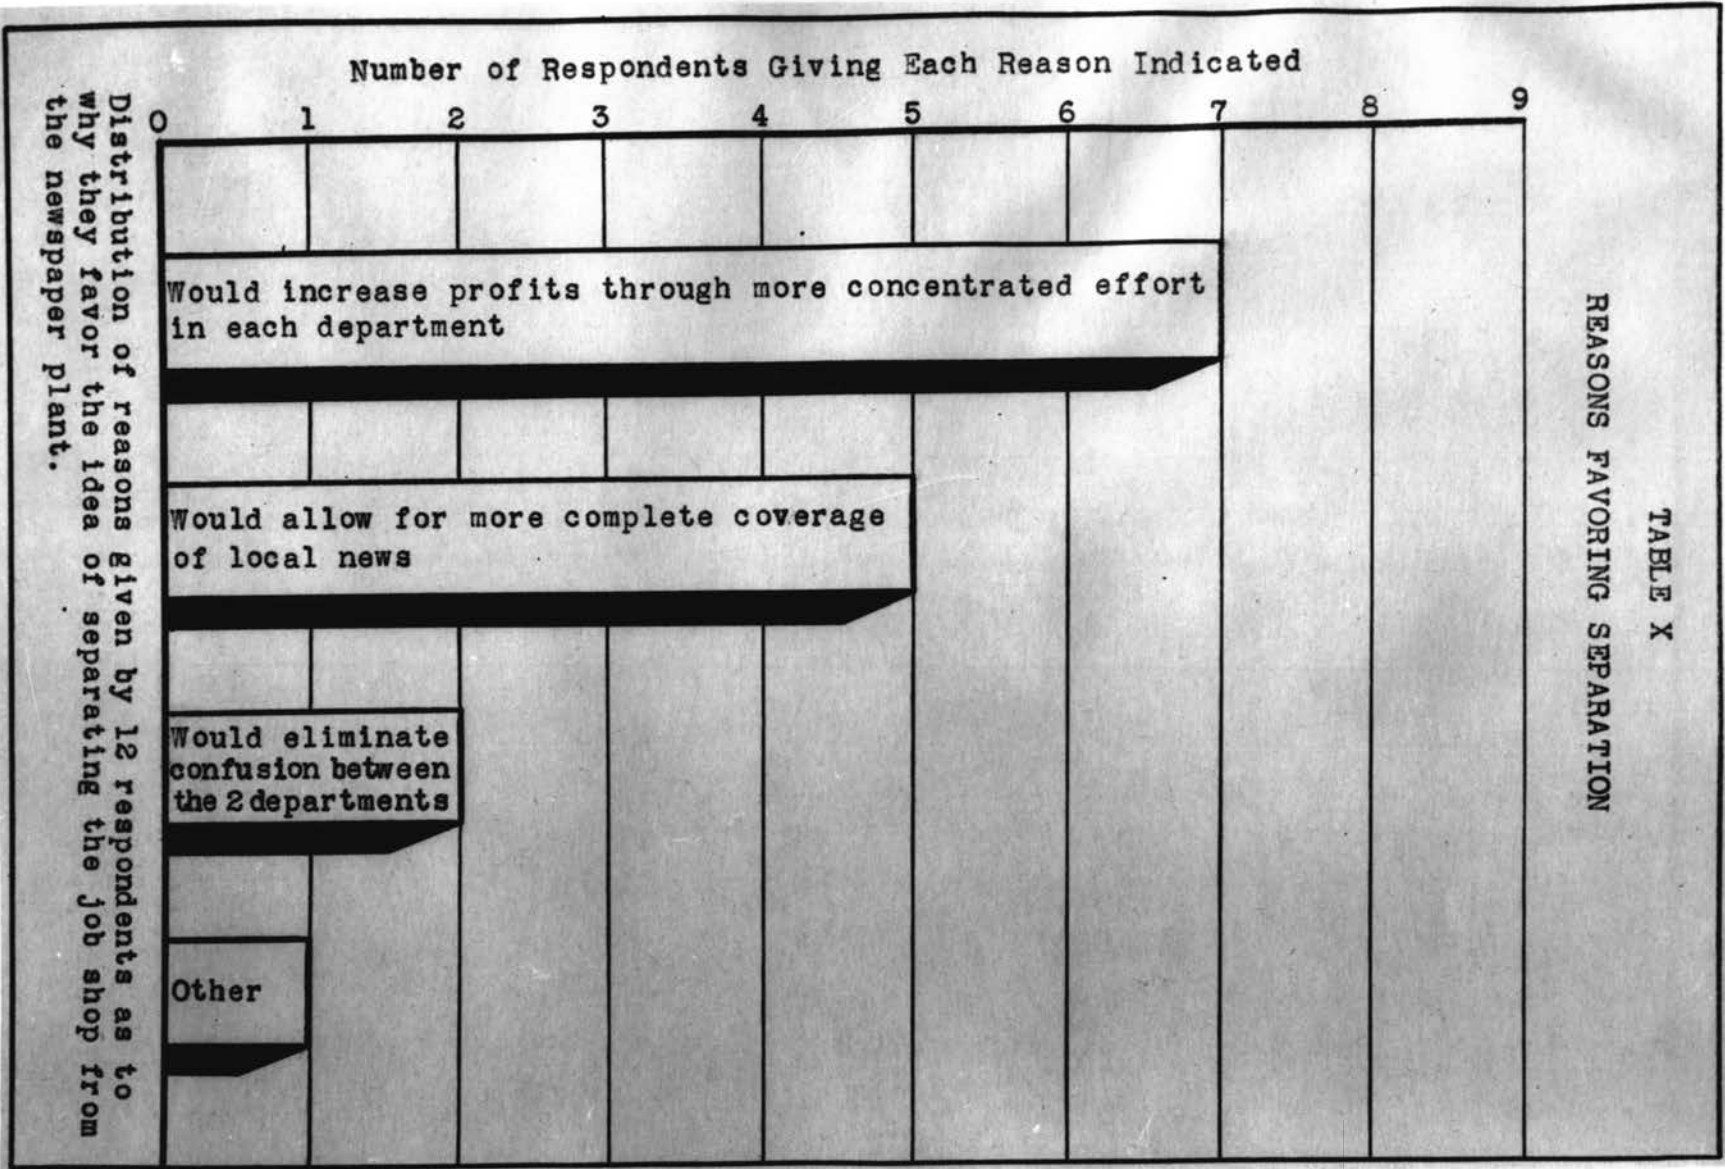 TABLE X
REASONS FAVORING SEPARATION
Number of Respondents Giving Each Reason Indicated
0 1 2 3 4 5 6 7 8 9
Would increase profits through more concentrated effort
in each department
Would allow for more complete coverage
of local news
Would eliminate
confusion between
the 2 departments
Other
Distribution of reasons given by 12 respondents as to
why they favor the idea of separating the job shop from
the newspaper plant.